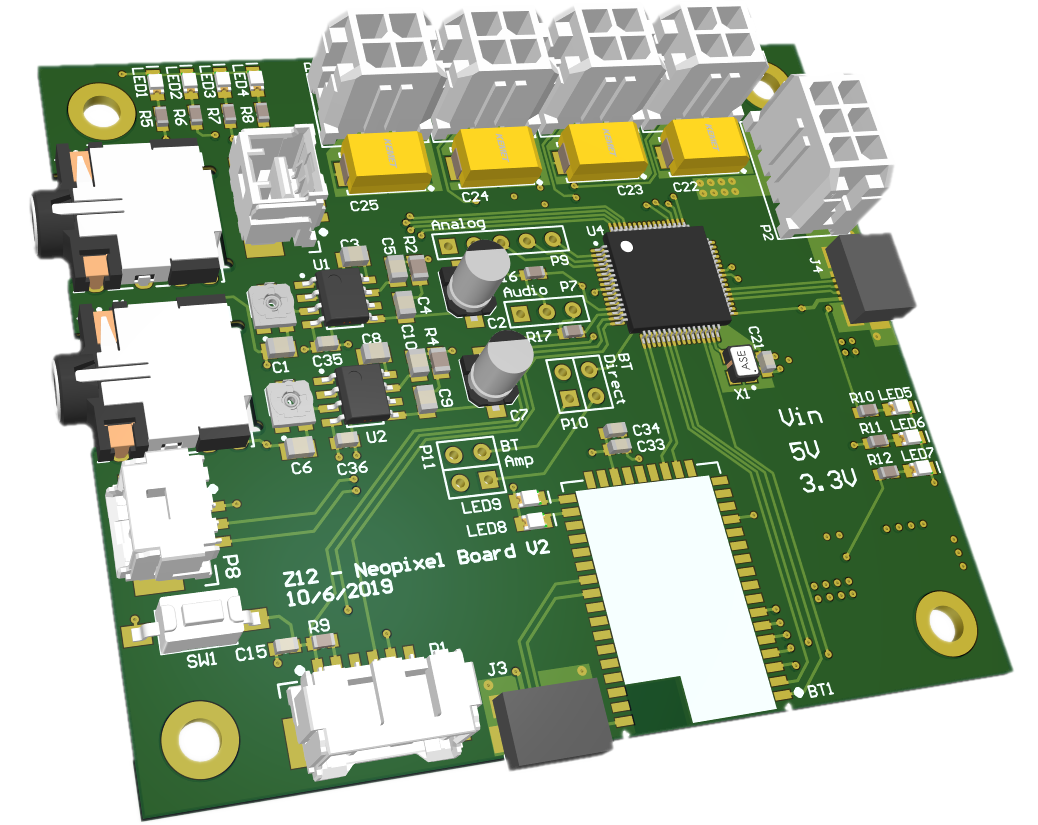 LED1
LED2
LED3
LED4
R5
R6
R7
R8
C25
C24
C23
C22
P2
J4
Analog
P9
U4
C3
C5
R2
U1
C4
C2
Audio
P7
R17
C1
C35
C8
C10
R4
C9
C7
U2
C6
C36
BT
Direct
P10
C21
ASE
X1
Vin
5V
3.3V
R10
LED5
R11
LED6
R12
LED7
C34
C33
P11
BT
Amp
LED9
LED8
P8
Z12 - Neopixel Board V2
10/6/2019
SW1
C15
R9
J3
BT1